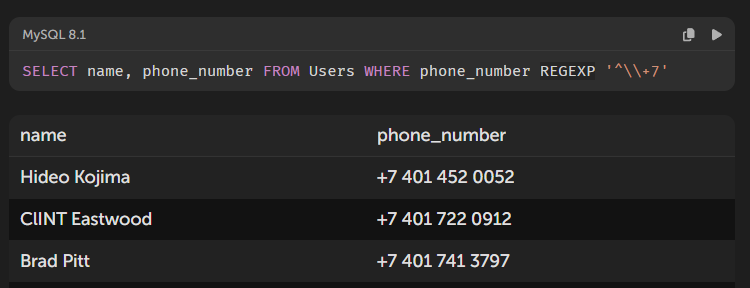 MySQL 8.1
SELECT name, phone_number FROM Users WHERE phone_number REGEXP '^\\+7'
name phone_number
Hideo Kojima +7 401 452 0052
ClINT Eastwood +7 401 722 0912
Brad Pitt +7 401 741 3797